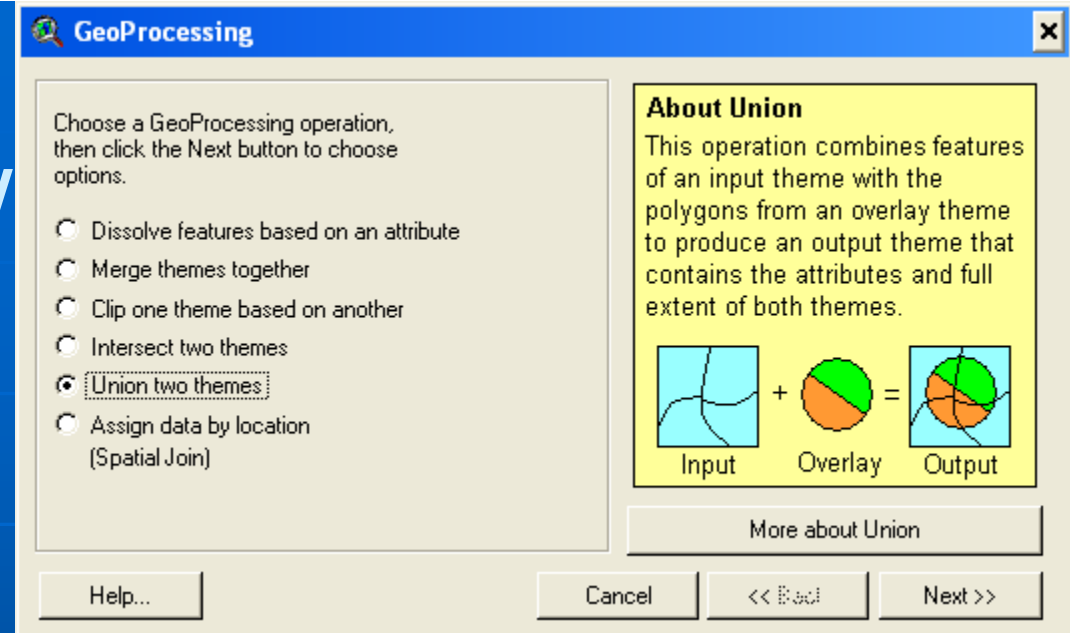 GeoProcessing
y
Choose a GeoProcessing operation,
then click the Next button to choose
options.
Dissolve features based on an attribute
Merge themes together
Clip one theme based on another
Intersect two themes
Union two themes
Assign data by location
(Spatial Join)
About Union
This operation combines features
of an input theme with the
polygons from an overlay theme
to produce an output theme that
contains the attributes and full
extent of both themes.
+ =
Input Overlay Output
More about Union
Help... Cancel << Back Next >>